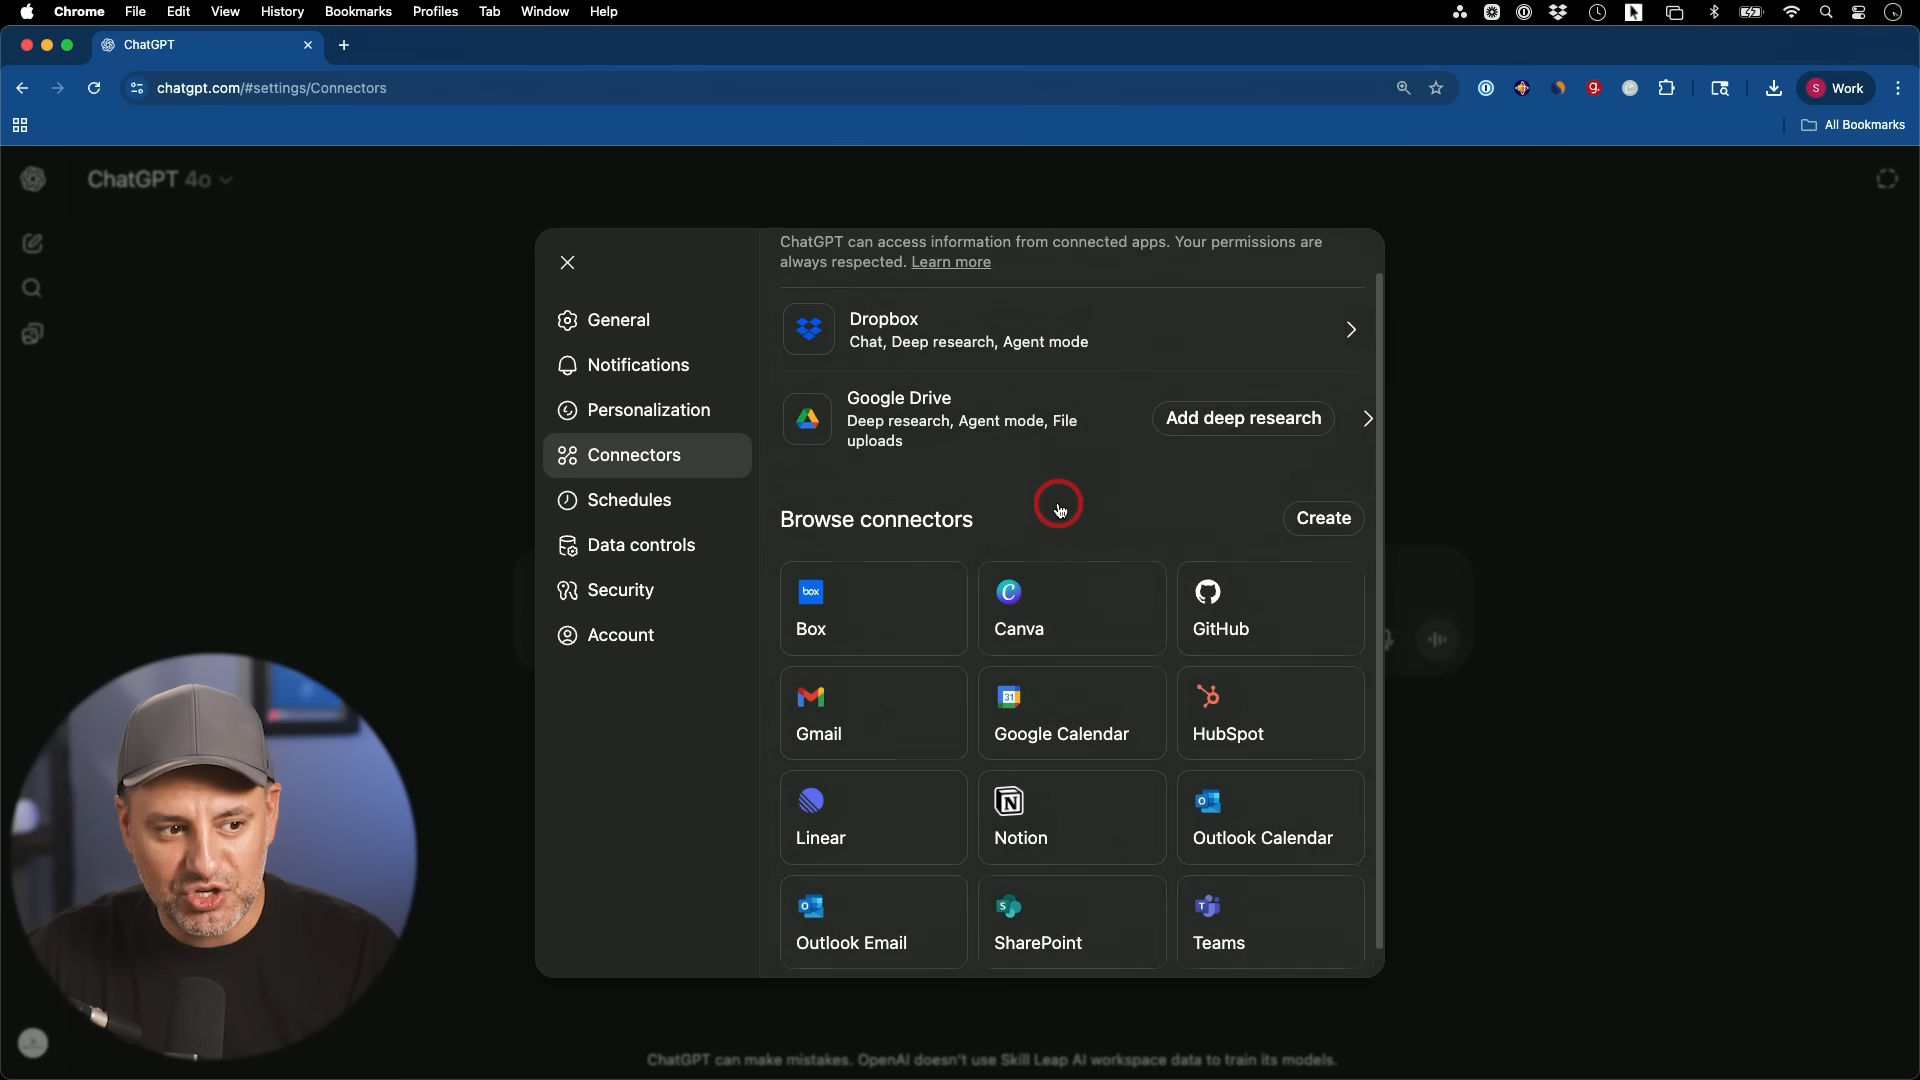 Chrome File Edit View History Bookmarks Profiles Tab Window Help
ChatGPT
chatgpt.com/#settings/Connectors
S Work
All Bookmarks
ChatGPT 4o
ChatGPT can access information from connected apps. Your permissions are
always respected. Learn more
General
Notifications
Personalization
Connectors
Schedules
Data controls
Security
Account
Dropbox
Chat, Deep research, Agent mode
Google Drive
Deep research, Agent mode, File
uploads
Add deep research
Browse connectors
Create
box
Box
Canva
GitHub
Gmail
31
Google Calendar
HubSpot
Linear
Notion
Outlook Calendar
Outlook Email
SharePoint
Teams
ChatGPT can make mistakes. OpenAI doesn't use Skill Leap AI workspace data to train its models.